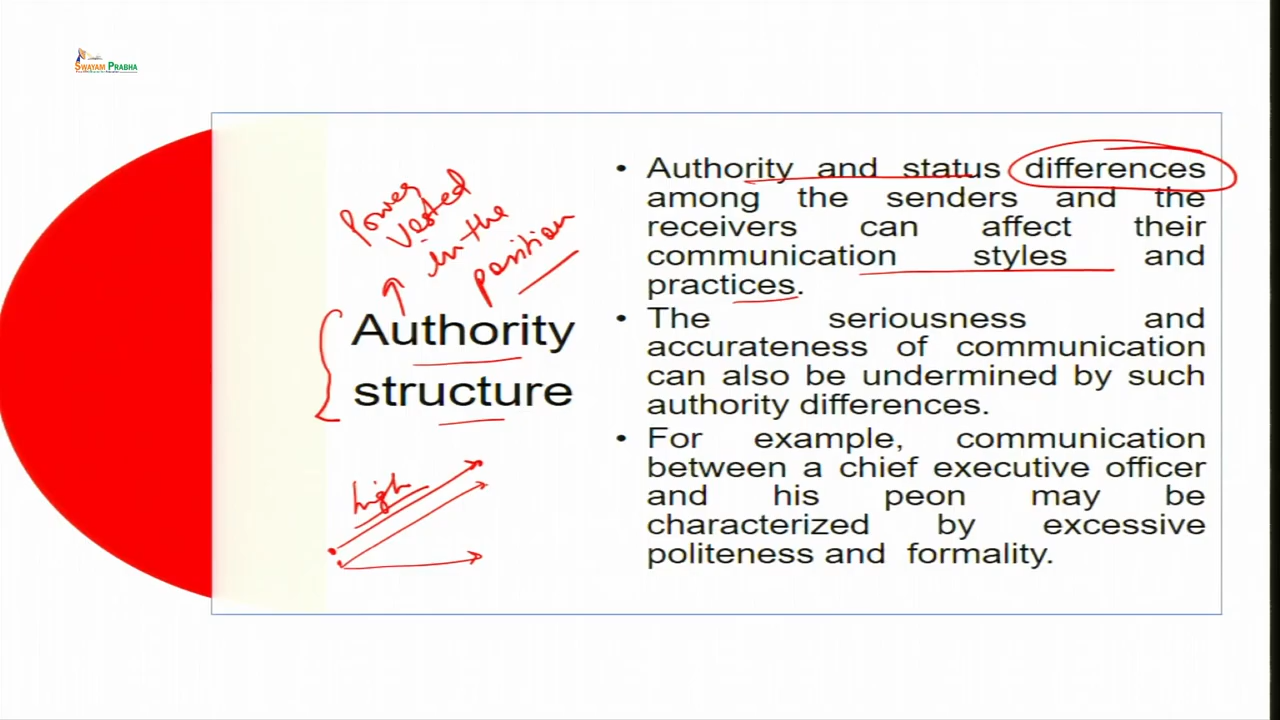 SWAYAM PRABHA
Power
vested
in the
position
Authority
structure
high
• Authority and status differences
among the senders and the
receivers can affect their
communication styles and
practices.
• The seriousness and
accurateness of communication
can also be undermined by such
authority differences.
• For example, communication
between a chief executive officer
and his peon may be
characterized by excessive
politeness and formality.